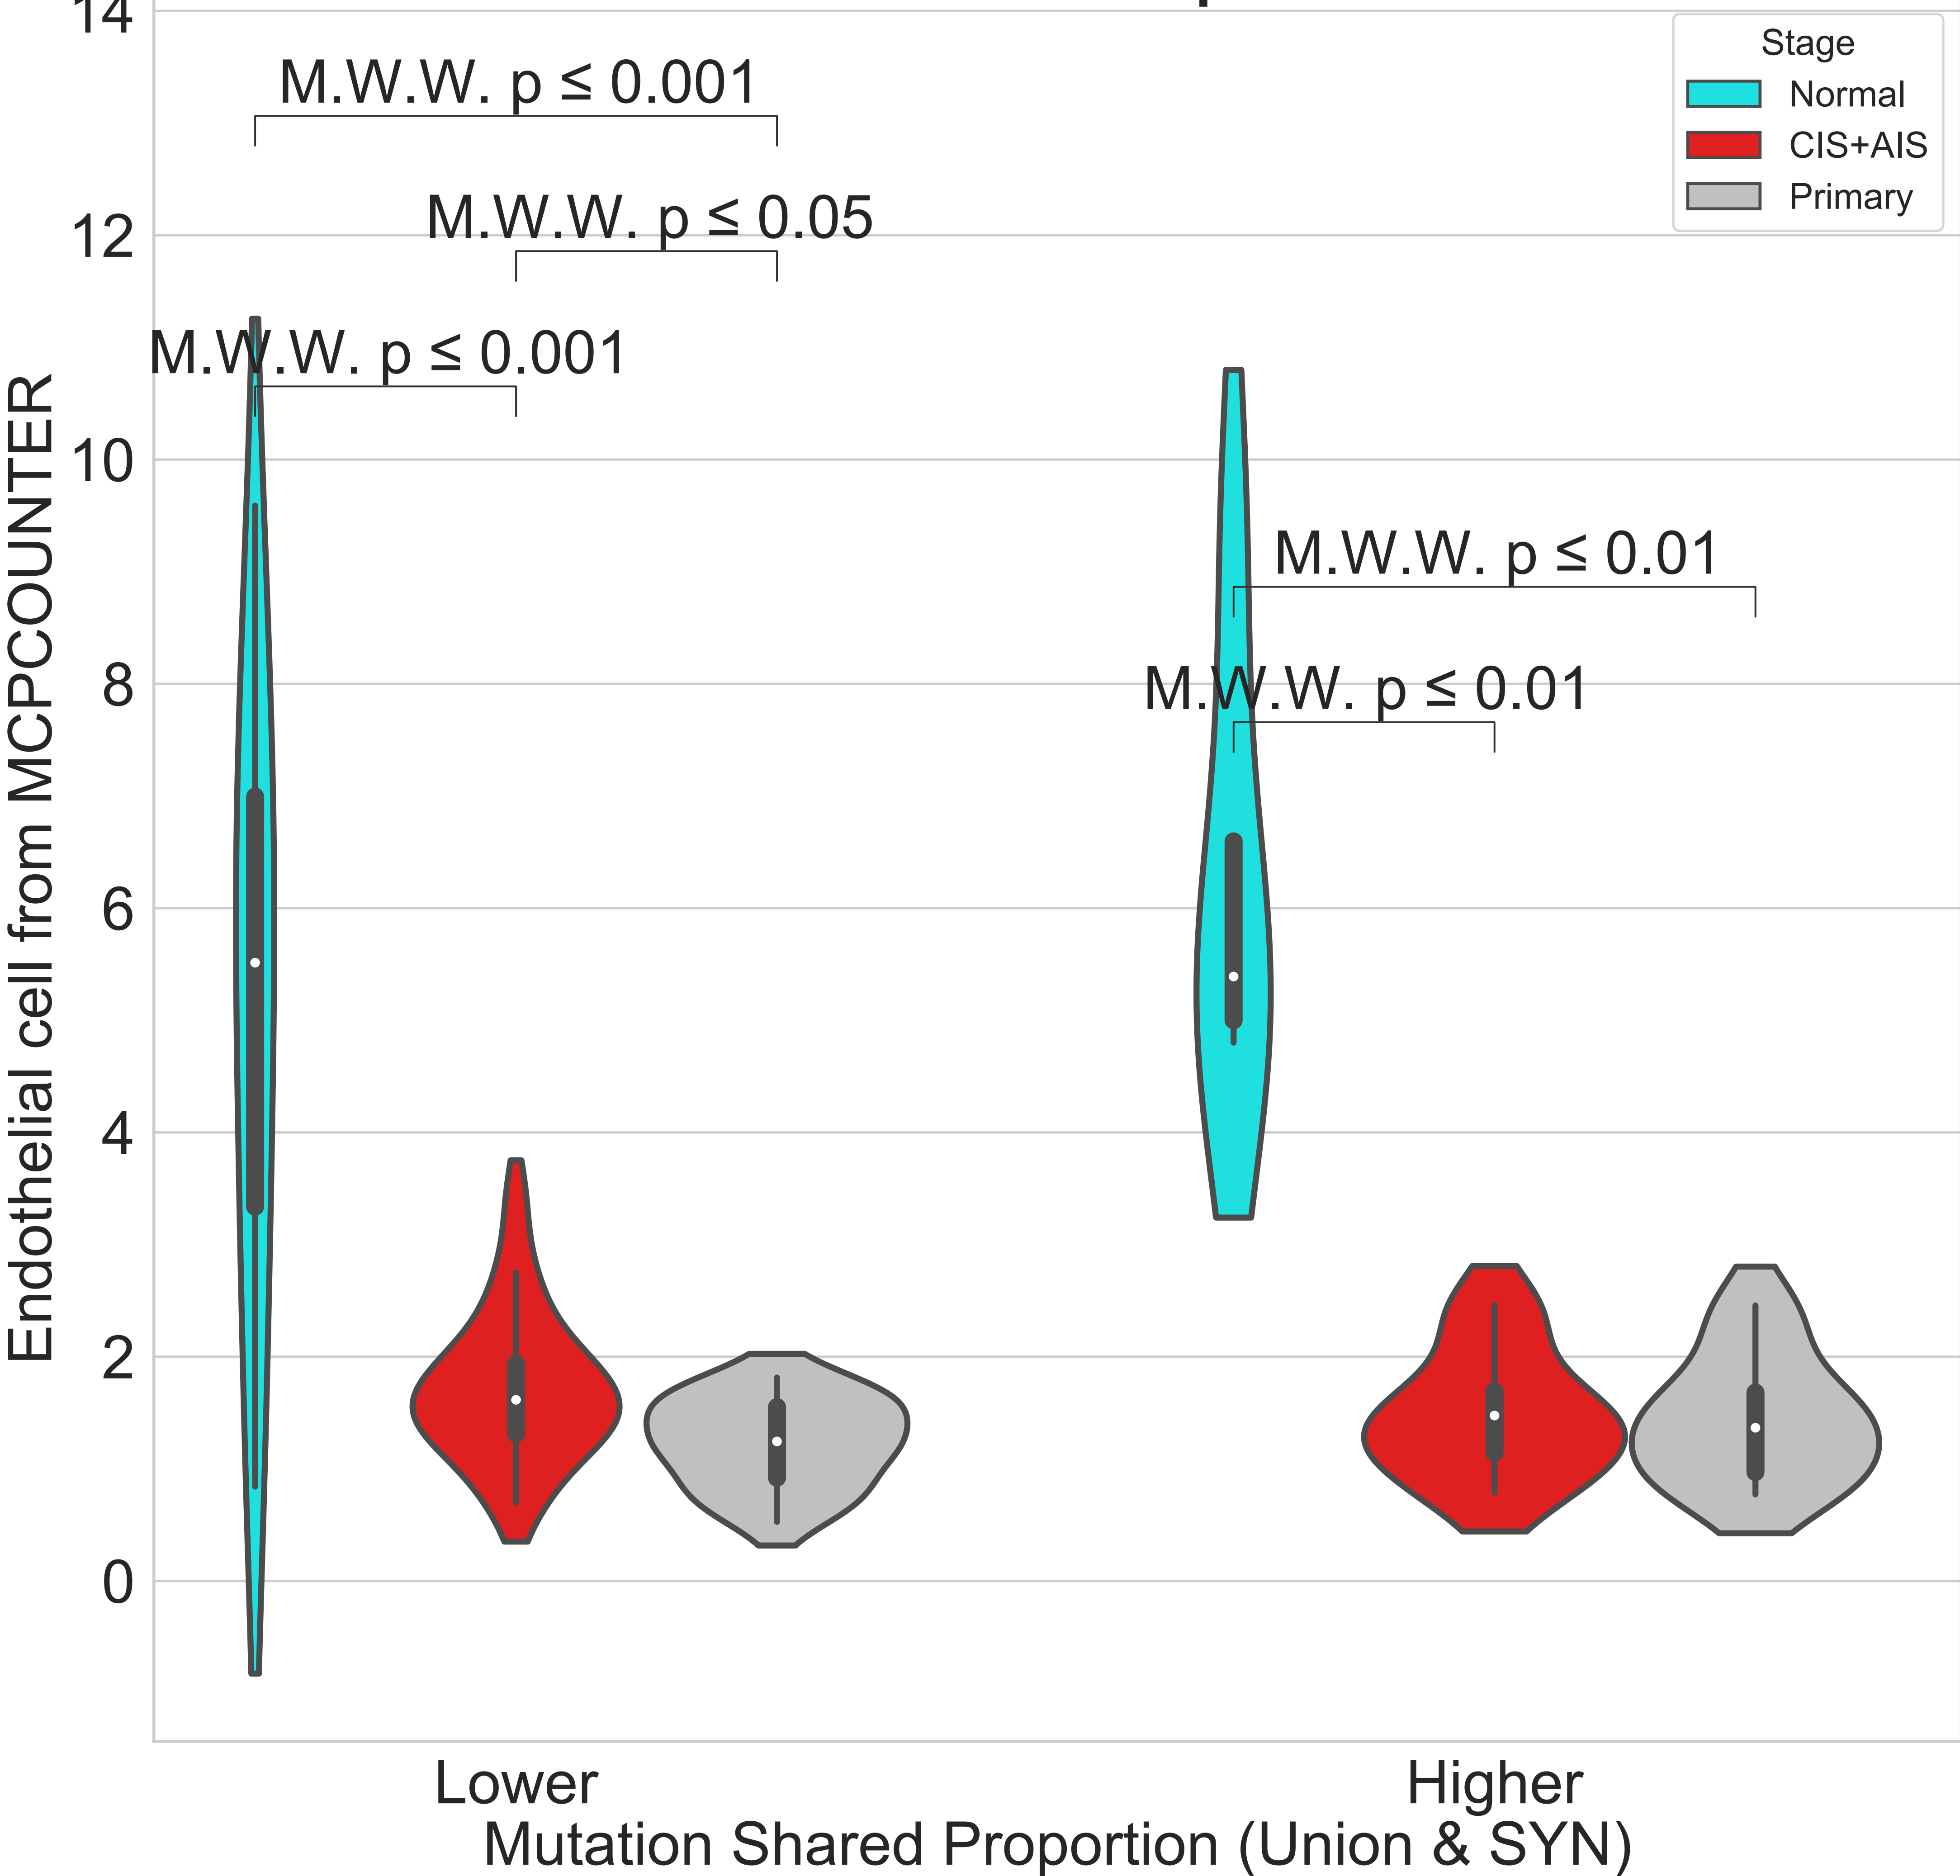 14
12
10
8
6
4
2
0
Endothelial cell from MCPCOUNTER
M.W.W. p ≤ 0.001
M.W.W. p ≤ 0.05
M.W.W. p ≤ 0.001
M.W.W. p ≤ 0.01
M.W.W. p ≤ 0.01
Stage
Normal
CIS+AIS
Primary
Lower
Higher
Mutation Shared Proportion (Union & SYN)